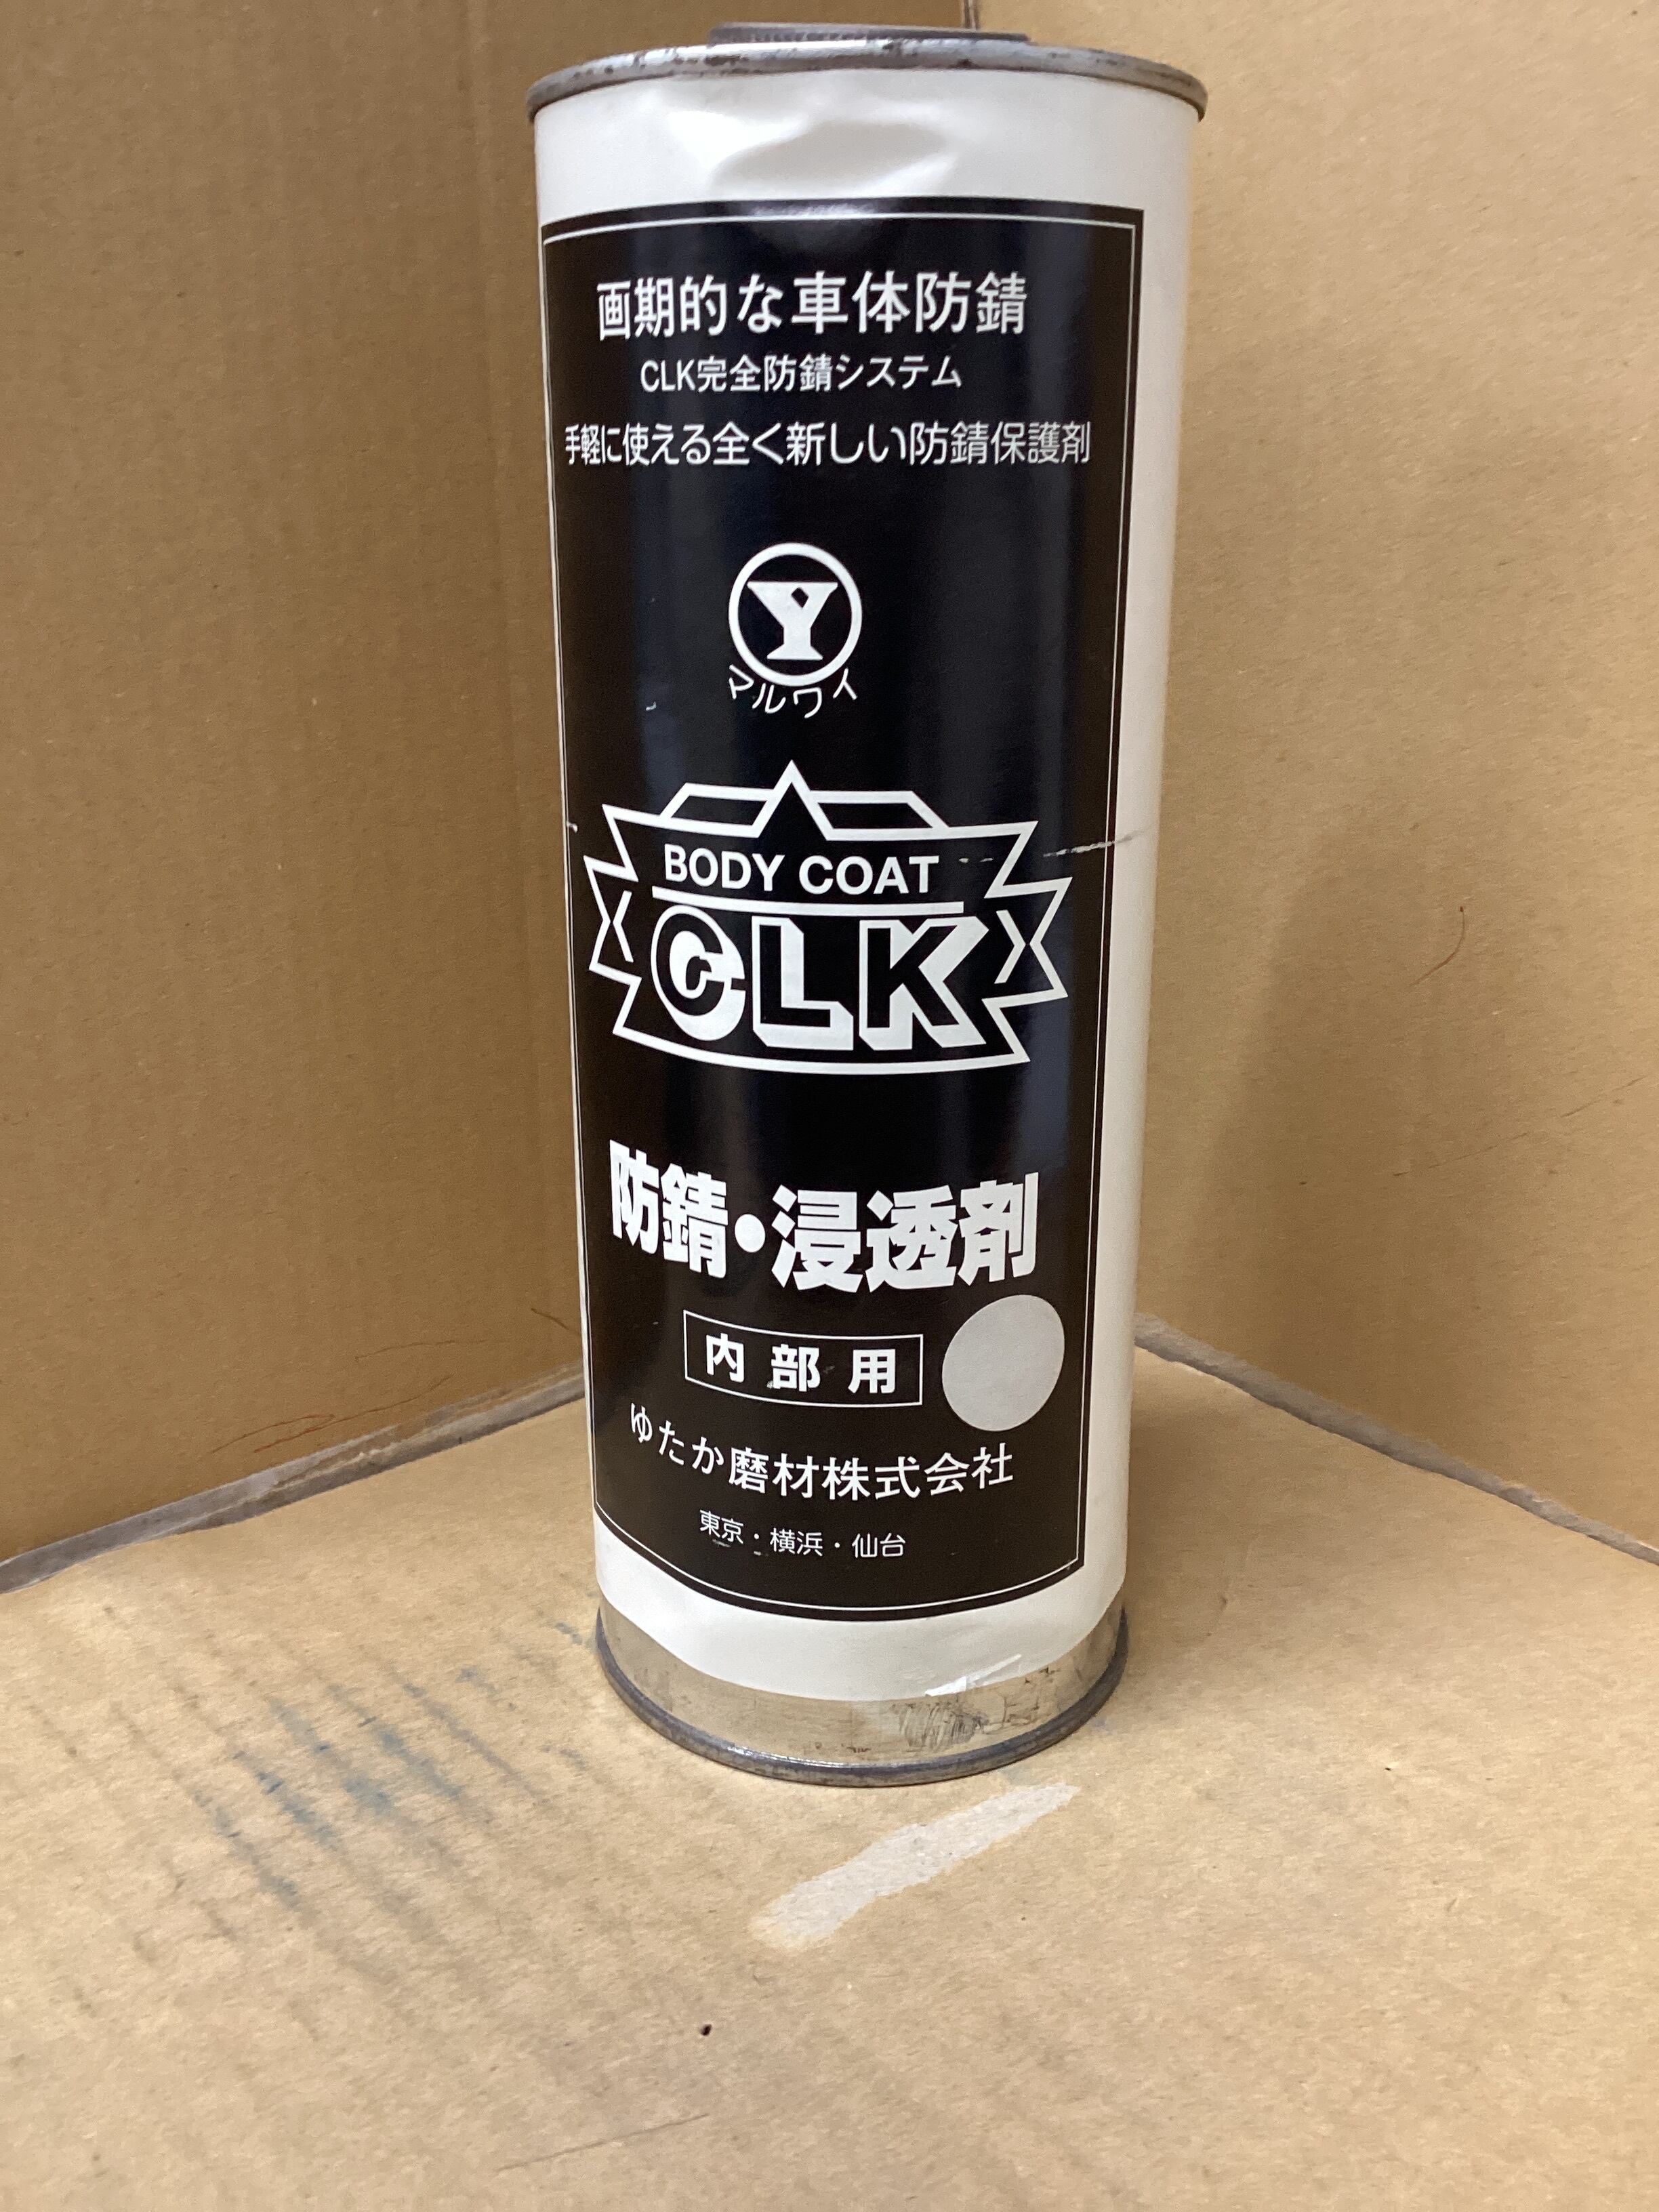 画期的な車体防錆
CLK完全防錆システム
手軽に使える全く新しい防錆保護剤
Y
マルワイ
BODY COAT
CLK
防錆・浸透剤
内部用
ゆたか磨材株式会社
東京・横浜・仙台